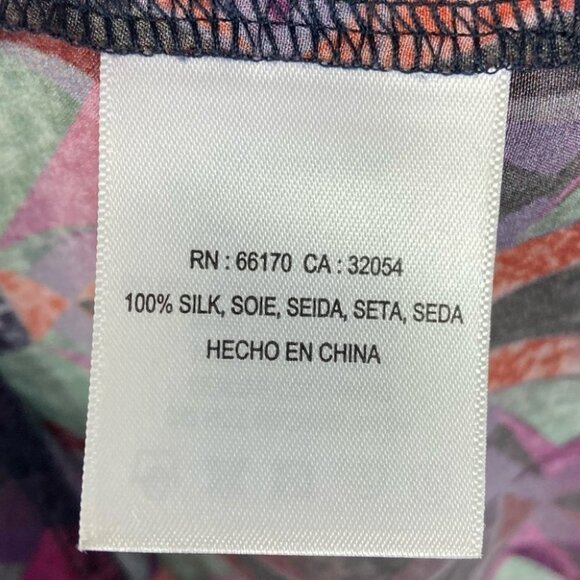 RN : 66170 CA : 32054
100% SILK, SOIE, SEIDA, SETA, SEDA
HECHO EN CHINA